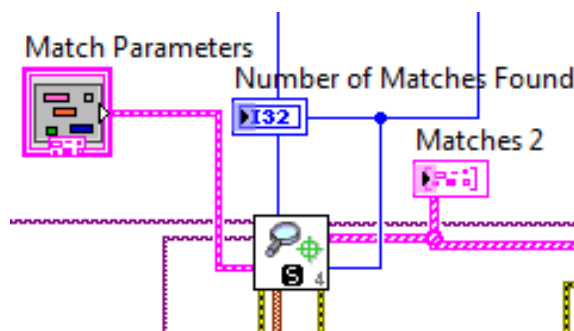 Match Parameters
Number of Matches Found
I32
Matches 2
S
4